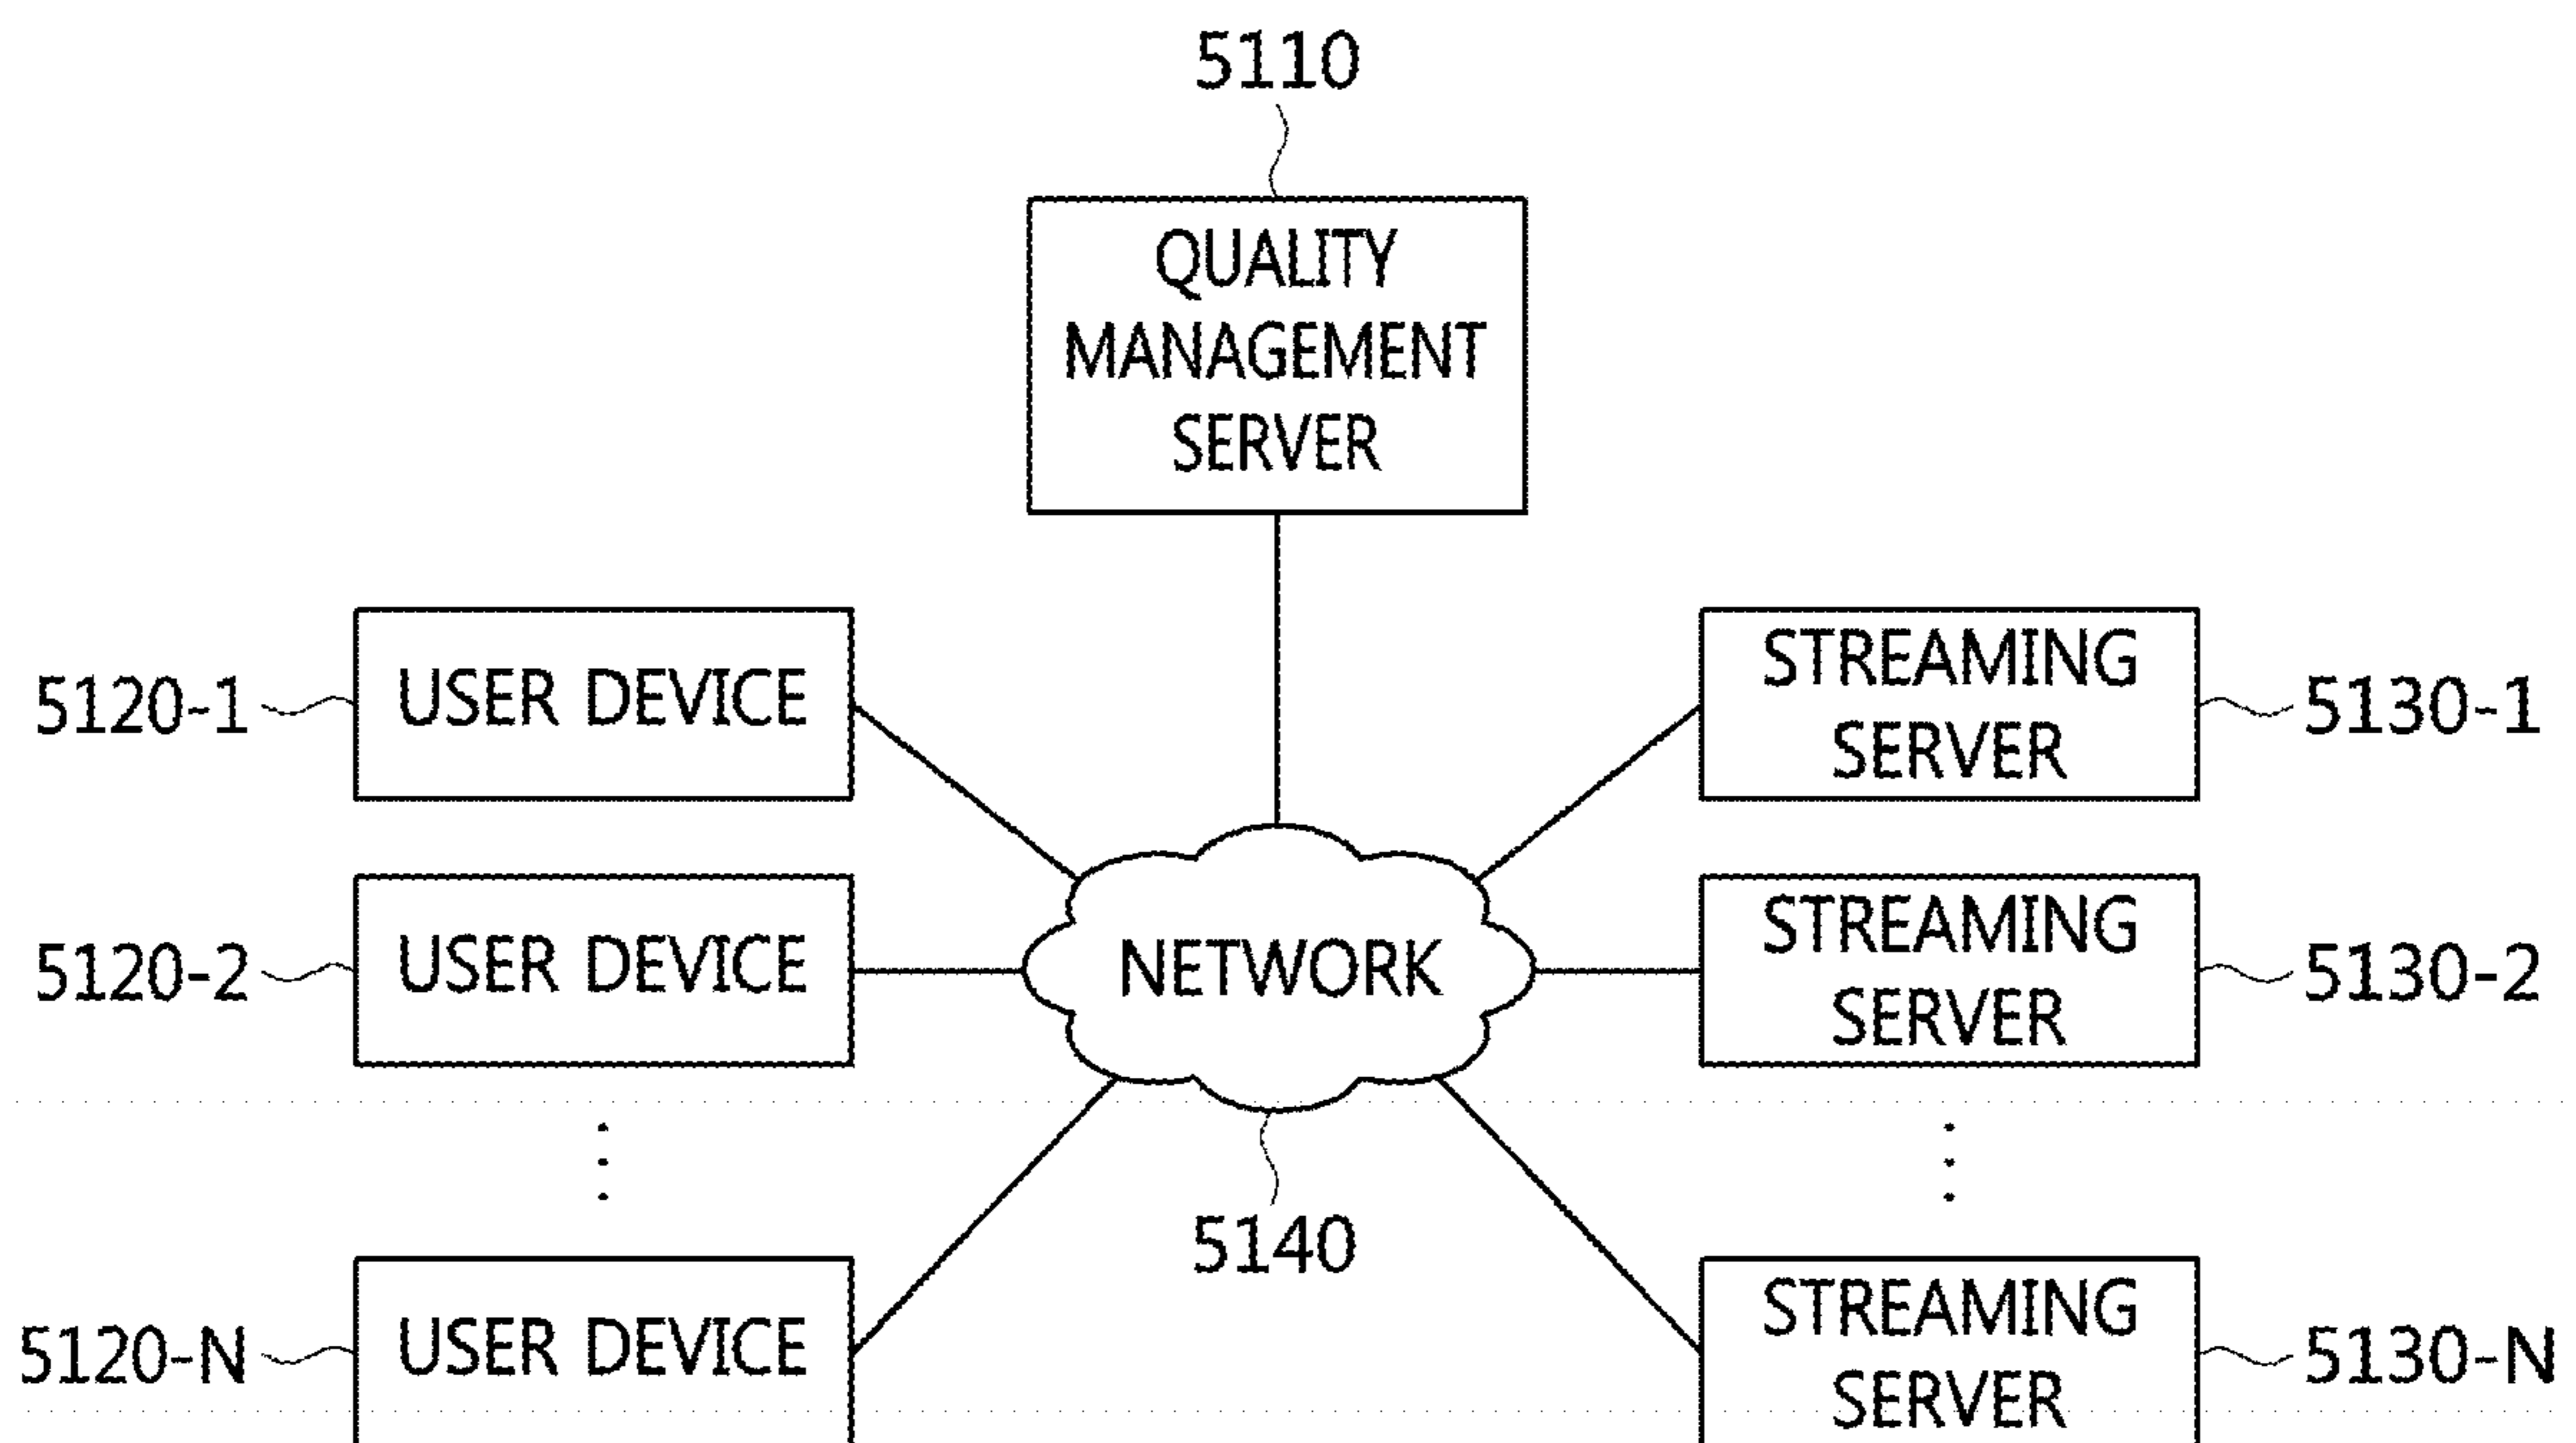 5110
QUALITY
MANAGEMENT
SERVER
5120-1
USER DEVICE
STREAMING
SERVER
5130-1
5120-2
USER DEVICE
NETWORK
STREAMING
SERVER
5130-2
5140
5120-N
USER DEVICE
STREAMING
SERVER
5130-N